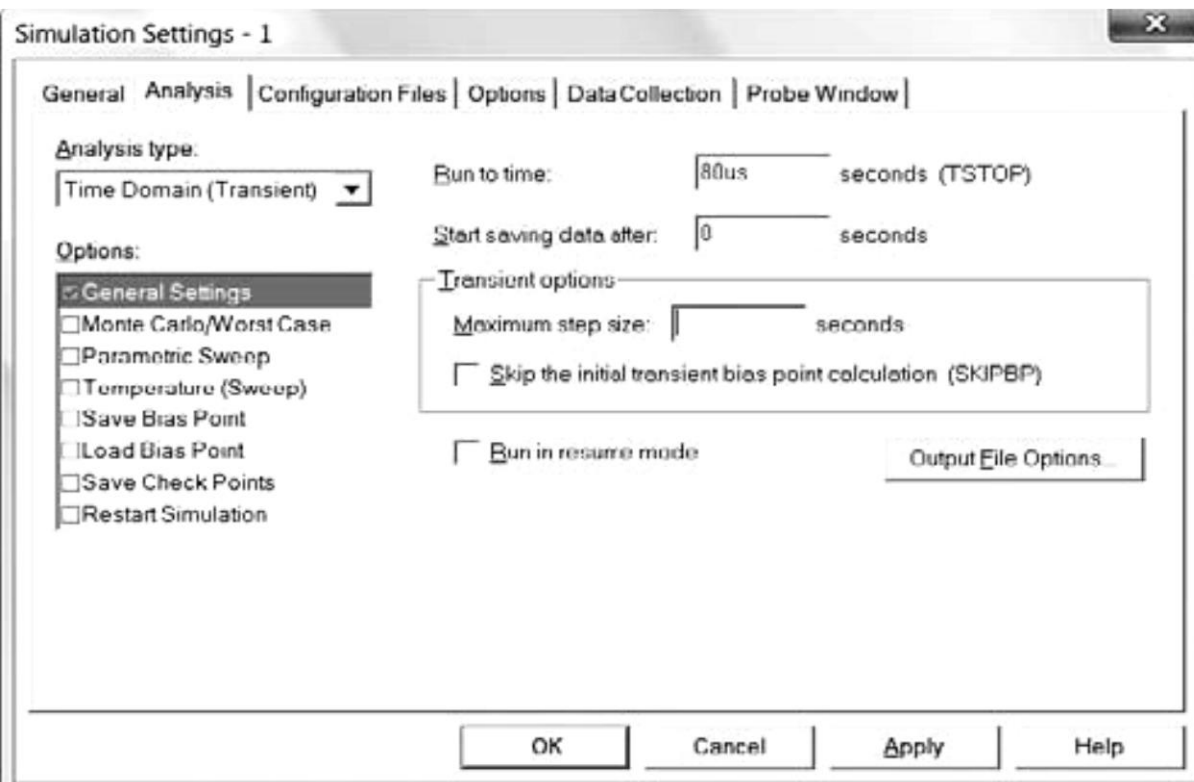 Simulation Settings - 1
General Analysis Configuration Files Options Data Collection Probe Window
Analysis type:
Time Domain (Transient)
Options:
General Settings
Monte Carlo/Worst Case
Parametric Sweep
Temperature (Sweep)
Save Bias Point
Load Bias Point
Save Check Points
Restart Simulation
Run to time: 80us seconds (TSTOP)
Start saving data after: 0 seconds
Transient options
Maximum step size: seconds
Skip the initial transient bias point calculation (SKIPBP)
Run in resume mode
Output File Options...
OK Cancel Apply Help